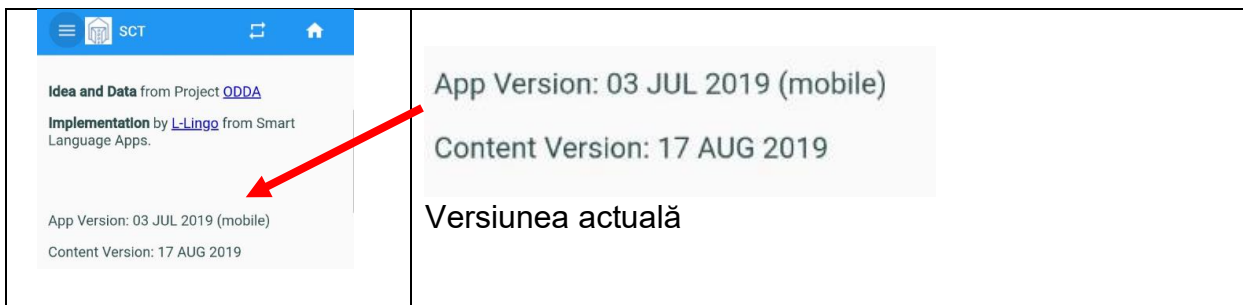 SCT
Idea and Data from Project ODDA
Implementation by L-Lingo from Smart
Language Apps.
App Version: 03 JUL 2019 (mobile)
Content Version: 17 AUG 2019
App Version: 03 JUL 2019 (mobile)
Content Version: 17 AUG 2019
Versiunea actuală